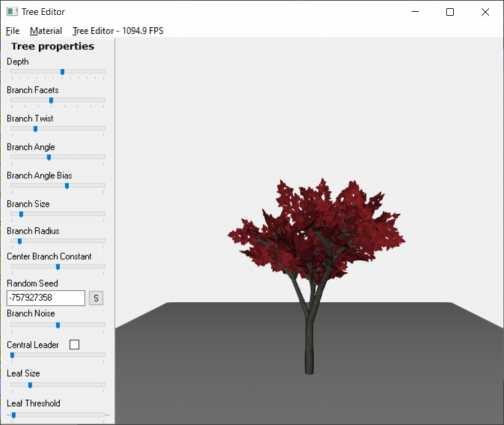 Tree Editor
File Material Tree Editor - 1094.9 FPS
Tree properties
Depth
Branch Facets
Branch Twist
Branch Angle
Branch Angle Bias
Branch Size
Branch Radius
Center Branch Constant
Random Seed
-757927358 S
Branch Noise
Central Leader
Leaf Size
Leaf Threshold